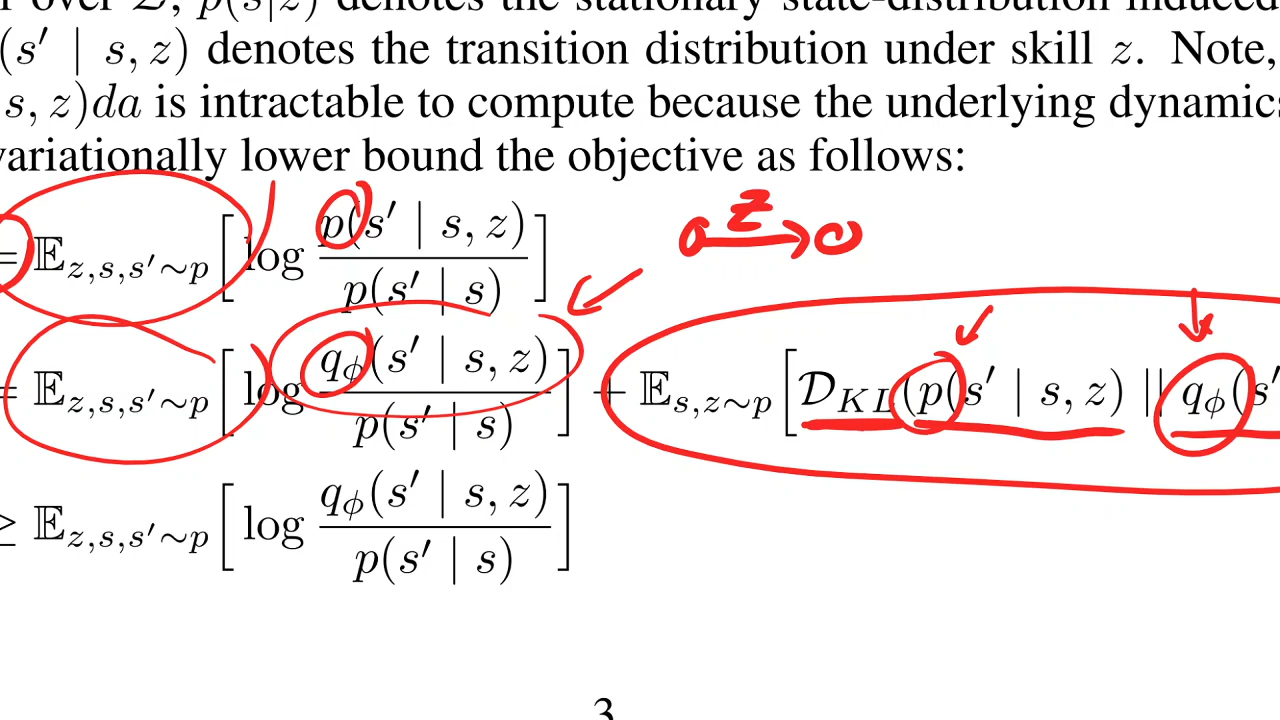 over Z, p(s|z) denotes the stationary state-distribution induced
(s′ | s, z) denotes the transition distribution under skill z. Note,
s, z)da is intractable to compute because the underlying dynamics
variationally lower bound the objective as follows:
= 𝔼_{z,s,s′∼p} [ log p(s′ | s, z) / p(s′ | s) ]
z
= 𝔼_{z,s,s′∼p} [ log q_ϕ(s′ | s, z) / p(s′ | s) ] + 𝔼_{s,z∼p} [ 𝒟_{KL}(p(s′ | s, z) || q_ϕ(s′
≥ 𝔼_{z,s,s′∼p} [ log q_ϕ(s′ | s, z) / p(s′ | s) ]
3